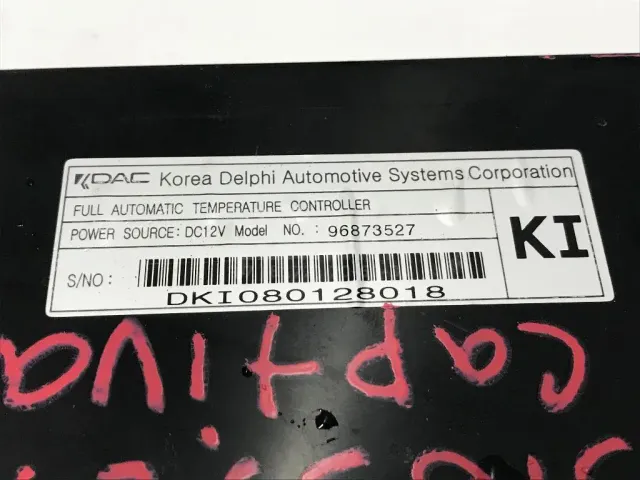 KDAC Korea Delphi Automotive Systems Corporation
FULL AUTOMATIC TEMPERATURE CONTROLLER
POWER SOURCE: DC12V Model NO. : 96873527
KI
S/NO :
DKI080128018
Captiva